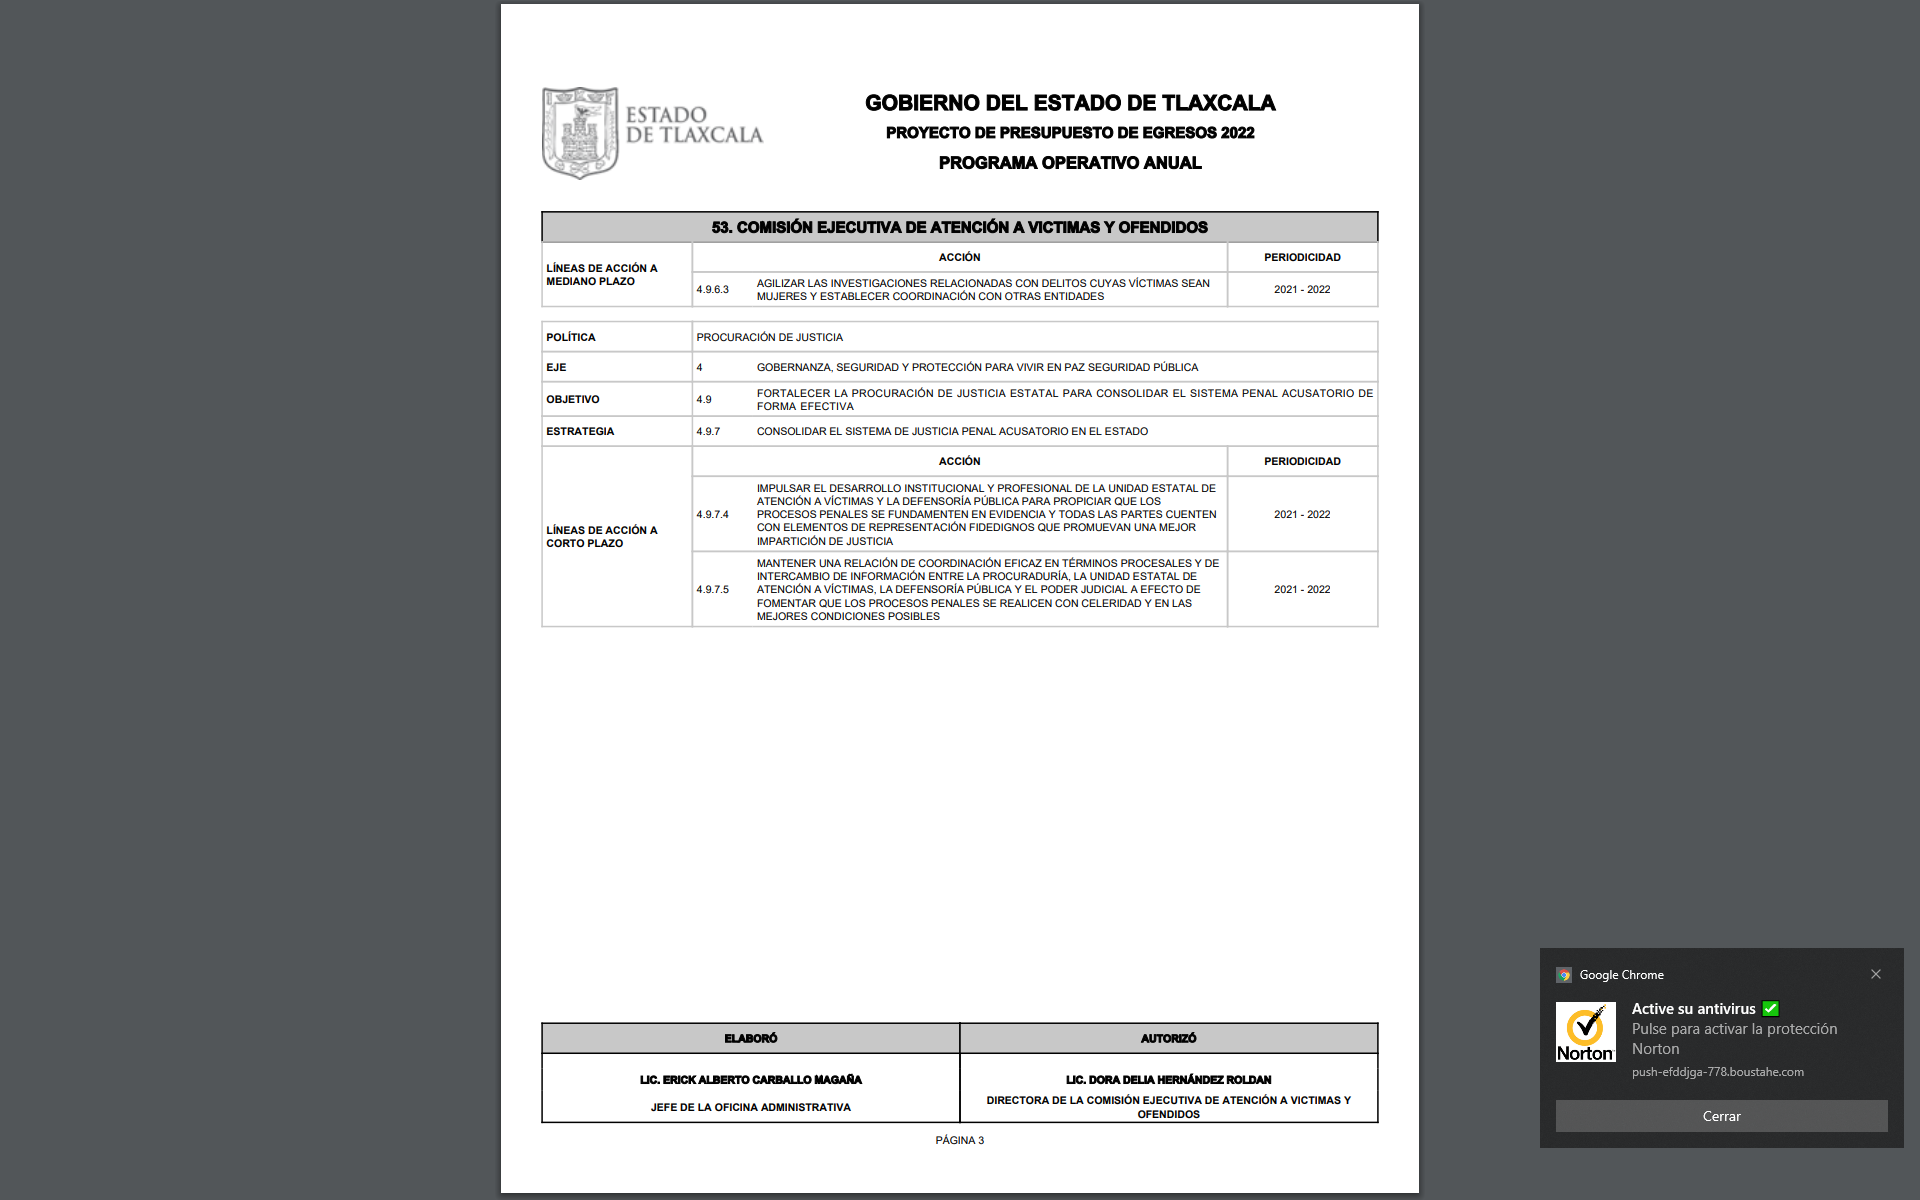 ESTADO
DE TLAXCALA
GOBIERNO DEL ESTADO DE TLAXCALA
PROYECTO DE PRESUPUESTO DE EGRESOS 2022
PROGRAMA OPERATIVO ANUAL
53. COMISIÓN EJECUTIVA DE ATENCIÓN A VICTIMAS Y OFENDIDOS
LÍNEAS DE ACCIÓN A
MEDIANO PLAZO
ACCIÓN
PERIODICIDAD
4.9.6.3
AGILIZAR LAS INVESTIGACIONES RELACIONADAS CON DELITOS CUYAS VÍCTIMAS SEAN
MUJERES Y ESTABLECER COORDINACIÓN CON OTRAS ENTIDADES
2021 - 2022
POLÍTICA
PROCURACIÓN DE JUSTICIA
EJE
4
GOBERNANZA, SEGURIDAD Y PROTECCIÓN PARA VIVIR EN PAZ SEGURIDAD PÚBLICA
OBJETIVO
4.9
FORTALECER LA PROCURACIÓN DE JUSTICIA ESTATAL PARA CONSOLIDAR EL SISTEMA PENAL ACUSATORIO DE
FORMA EFECTIVA
ESTRATEGIA
4.9.7
CONSOLIDAR EL SISTEMA DE JUSTICIA PENAL ACUSATORIO EN EL ESTADO
LÍNEAS DE ACCIÓN A
CORTO PLAZO
ACCIÓN
PERIODICIDAD
4.9.7.4
IMPULSAR EL DESARROLLO INSTITUCIONAL Y PROFESIONAL DE LA UNIDAD ESTATAL DE
ATENCIÓN A VÍCTIMAS Y LA DEFENSORÍA PÚBLICA PARA PROPICIAR QUE LOS
PROCESOS PENALES SE FUNDAMENTEN EN EVIDENCIA Y TODAS LAS PARTES CUENTEN
CON ELEMENTOS DE REPRESENTACIÓN FIDEDIGNOS QUE PROMUEVAN UNA MEJOR
IMPARTICIÓN DE JUSTICIA
2021 - 2022
4.9.7.5
MANTENER UNA RELACIÓN DE COORDINACIÓN EFICAZ EN TÉRMINOS PROCESALES Y DE
INTERCAMBIO DE INFORMACIÓN ENTRE LA PROCURADURÍA, LA UNIDAD ESTATAL DE
ATENCIÓN A VÍCTIMAS, LA DEFENSORÍA PÚBLICA Y EL PODER JUDICIAL A EFECTO DE
FOMENTAR QUE LOS PROCESOS PENALES SE REALICEN CON CELERIDAD Y EN LAS
MEJORES CONDICIONES POSIBLES
2021 - 2022
ELABORÓ
AUTORIZÓ
LIC. ERICK ALBERTO CARBALLO MAGAÑA
JEFE DE LA OFICINA ADMINISTRATIVA
LIC. DORA DELIA HERNÁNDEZ ROLDAN
DIRECTORA DE LA COMISIÓN EJECUTIVA DE ATENCIÓN A VICTIMAS Y
OFENDIDOS
PÁGINA 3
Google Chrome
Norton
Active su antivirus ✅
Pulse para activar la protección
Norton
push-efddjga-778.boustahe.com
Cerrar